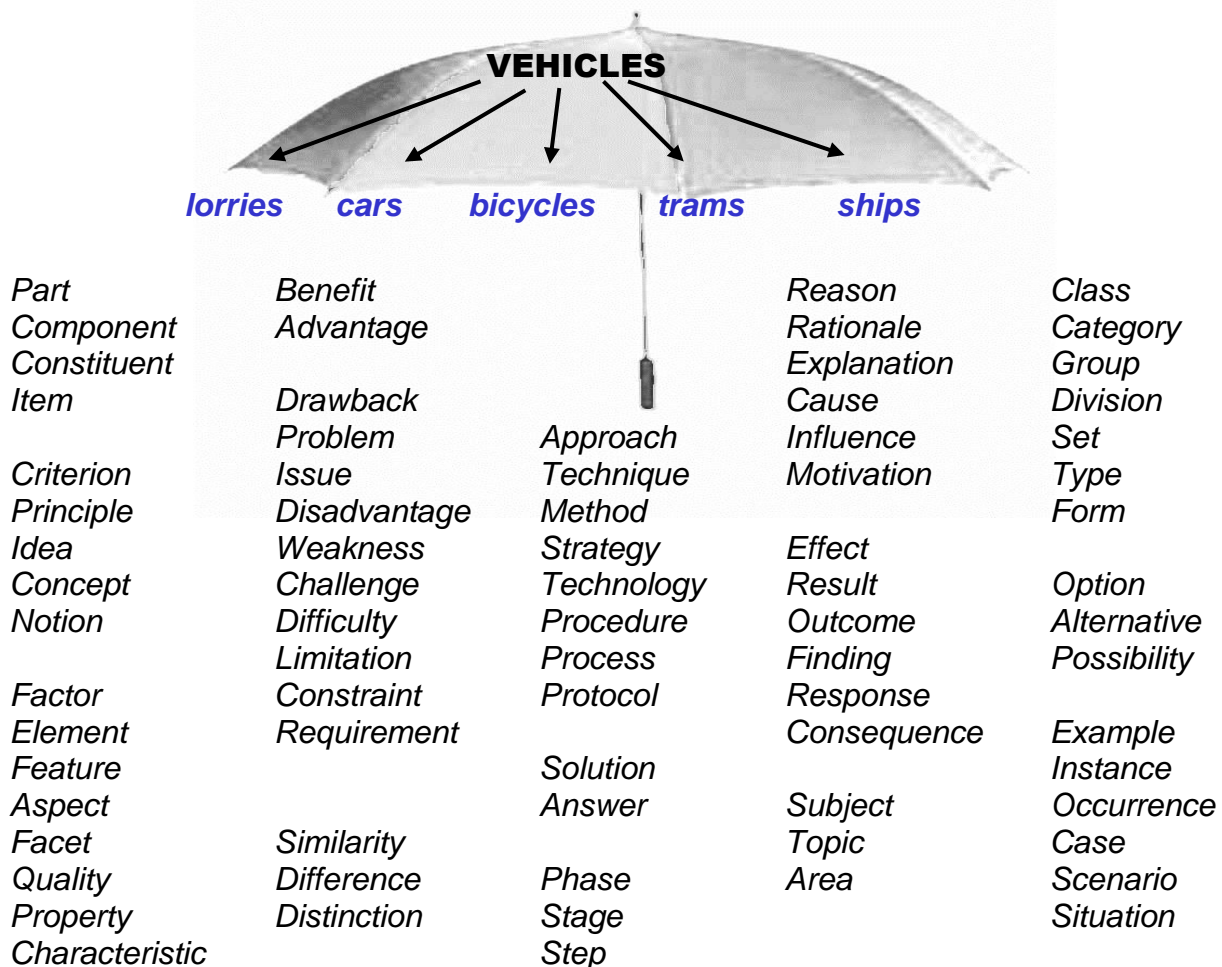 VEHICLES
lorries cars bicycles trams ships
Part Benefit Reason Class
Component Advantage Rationale Category
Constituent Explanation Group
Item Drawback Cause Division
Problem Approach Influence Set
Criterion Issue Technique Motivation Type
Principle Disadvantage Method Form
Idea Weakness Strategy Effect
Concept Challenge Technology Result Option
Notion Difficulty Procedure Outcome Alternative
Limitation Process Finding Possibility
Factor Constraint Protocol Response
Element Requirement Consequence Example
Feature Solution Instance
Aspect Answer Subject Occurrence
Facet Similarity Topic Case
Quality Difference Phase Area Scenario
Property Distinction Stage Situation
Characteristic Step